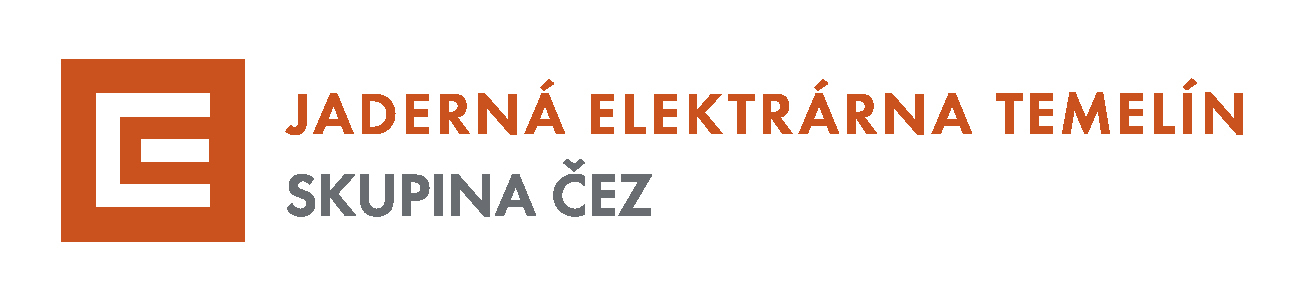 JADERNÁ ELEKTRÁRNA TEMELÍN
SKUPINA ČEZ